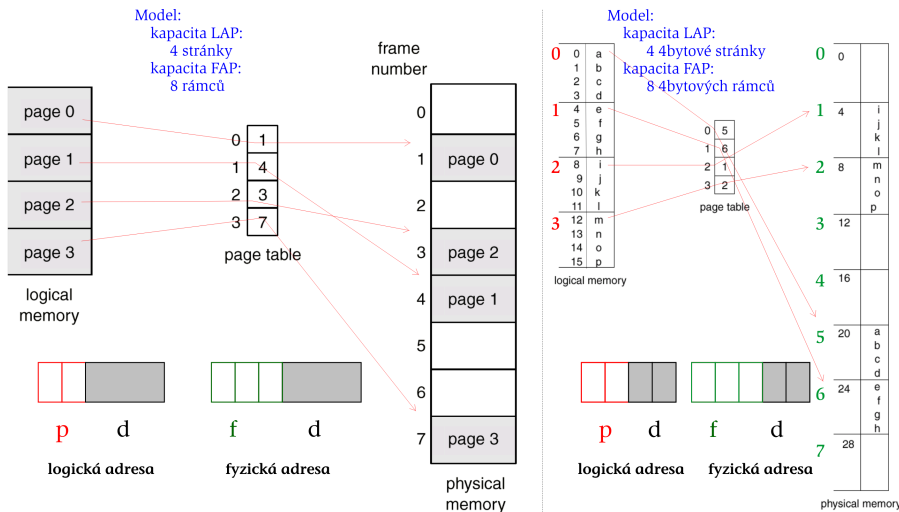 Model:
kapacita LAP:
4 stránky
kapacita FAP:
8 rámců
frame
number
page 0
page 1
page 2
page 3
logical
memory
0 1
1 4
2 3
3 7
page table
0
1 page 0
2
3 page 2
4 page 1
5
6
7 page 3
physical
memory
p d
logická adresa
f d
fyzická adresa
Model:
kapacita LAP:
4 4bytové stránky
kapacita FAP:
8 4bytových rámců
0 0 a
1 b
2 c
3 d
1 4 e
5 f
6 g
7 h
2 8 i
9 j
10 k
11 l
3 12 m
13 n
14 o
15 p
logical memory
0 5
1 6
2 1
3 2
page table
0 0
1 4 i
j
k
l
2 8 m
n
o
p
3 12
4 16
5 20 a
b
c
d
6 24 e
f
g
h
7 28
physical memory
p d
logická adresa
f d
fyzická adresa